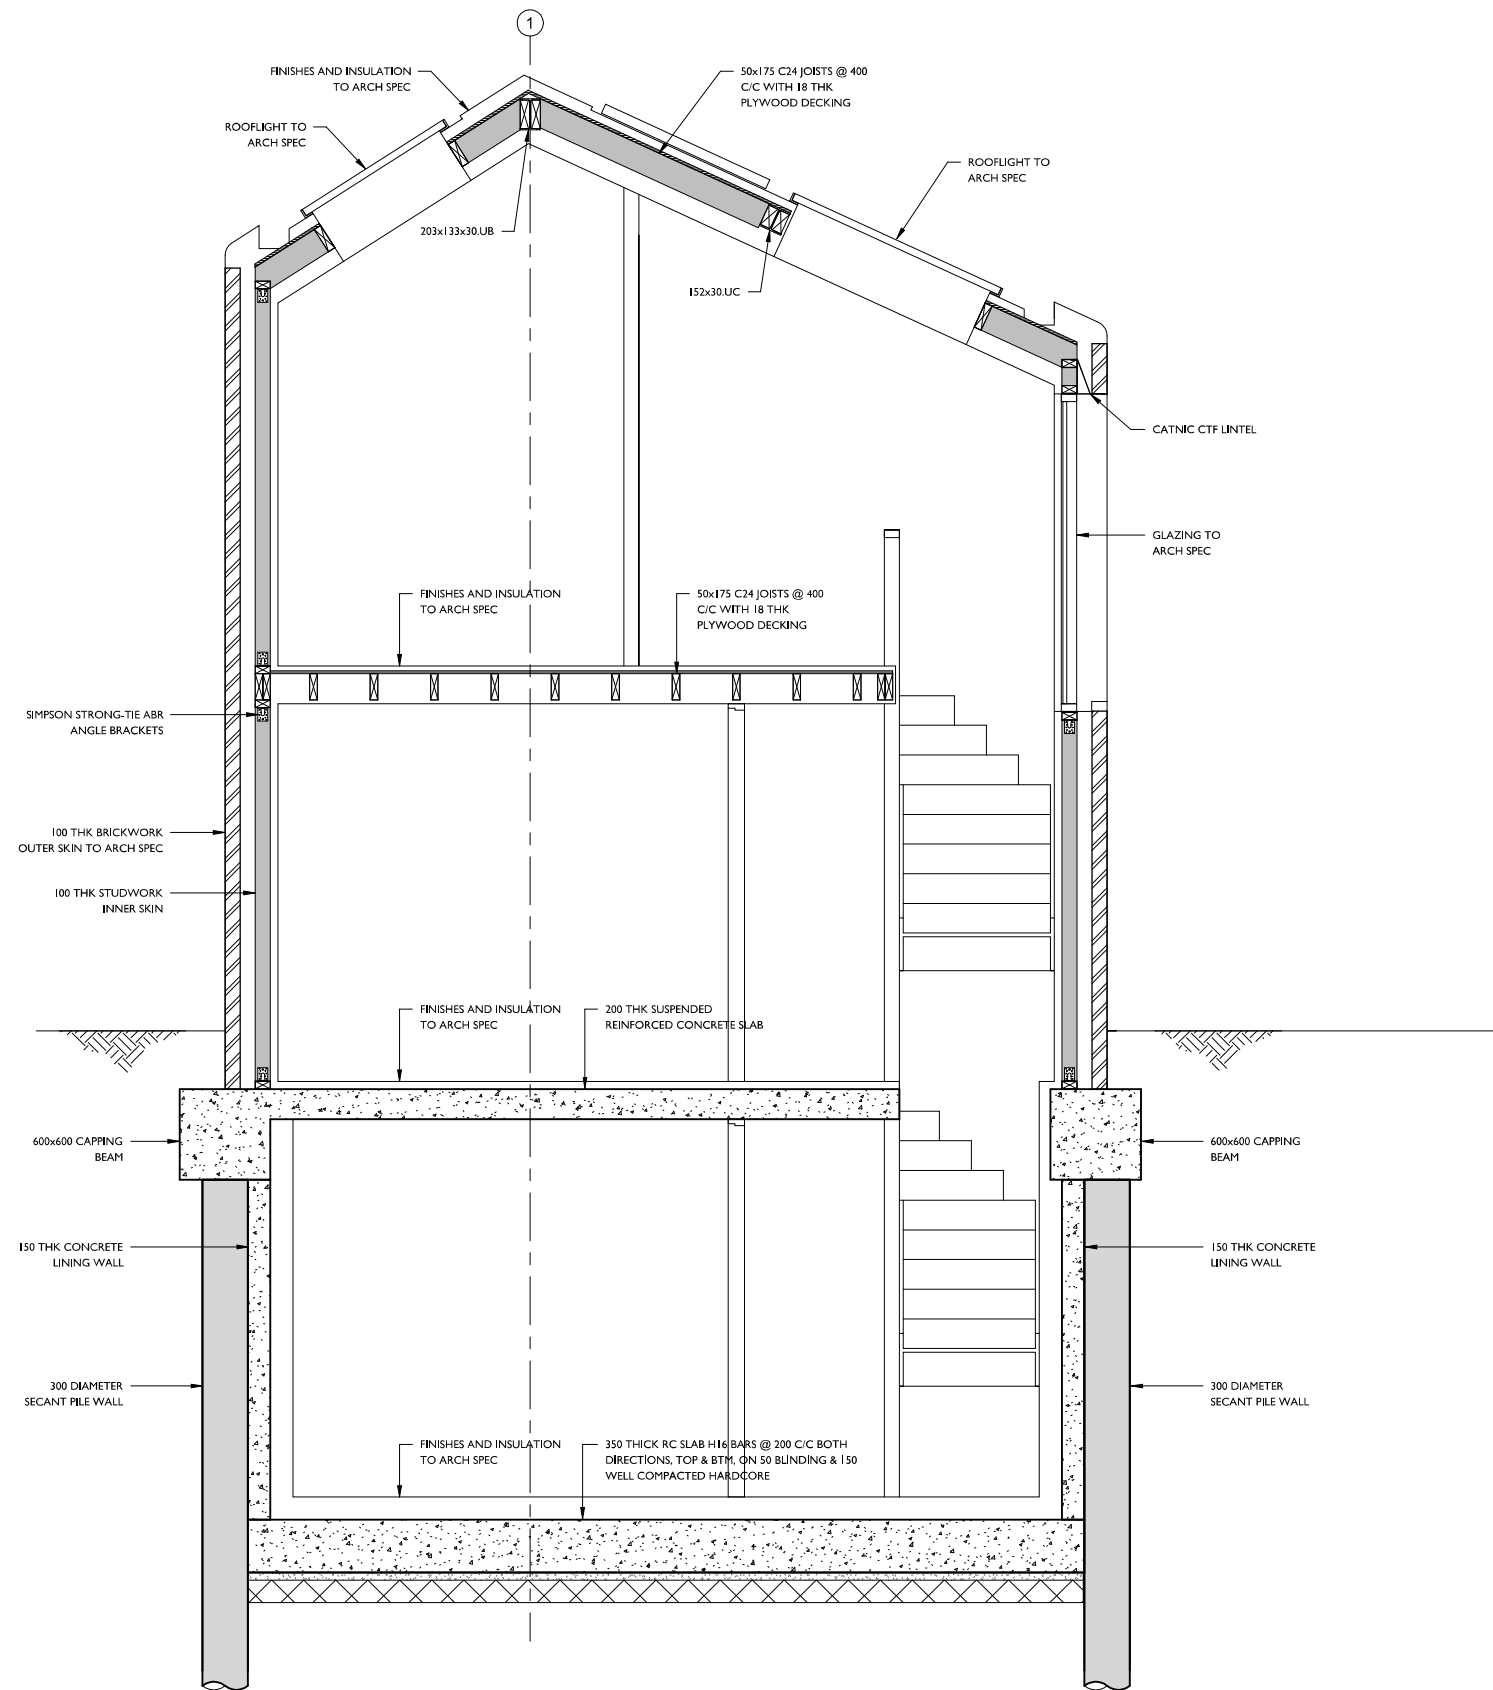 1
FINISHES AND INSULATION
TO ARCH SPEC
50x175 C24 JOISTS @ 400
C/C WITH 18 THK
PLYWOOD DECKING
ROOFLIGHT TO
ARCH SPEC
ROOFLIGHT TO
ARCH SPEC
203x133x30.UB
152x30.UC
CATNIC CTF LINTEL
GLAZING TO
ARCH SPEC
FINISHES AND INSULATION
TO ARCH SPEC
50x175 C24 JOISTS @ 400
C/C WITH 18 THK
PLYWOOD DECKING
SIMPSON STRONG-TIE ABR
ANGLE BRACKETS
100 THK BRICKWORK
OUTER SKIN TO ARCH SPEC
100 THK STUDWORK
INNER SKIN
FINISHES AND INSULATION
TO ARCH SPEC
200 THK SUSPENDED
REINFORCED CONCRETE SLAB
600x600 CAPPING
BEAM
600x600 CAPPING
BEAM
150 THK CONCRETE
LINING WALL
150 THK CONCRETE
LINING WALL
300 DIAMETER
SECANT PILE WALL
300 DIAMETER
SECANT PILE WALL
FINISHES AND INSULATION
TO ARCH SPEC
350 THICK RC SLAB H16 BARS @ 200 C/C BOTH
DIRECTIONS, TOP & BTM, ON 50 BLINDING & 150
WELL COMPACTED HARDCORE